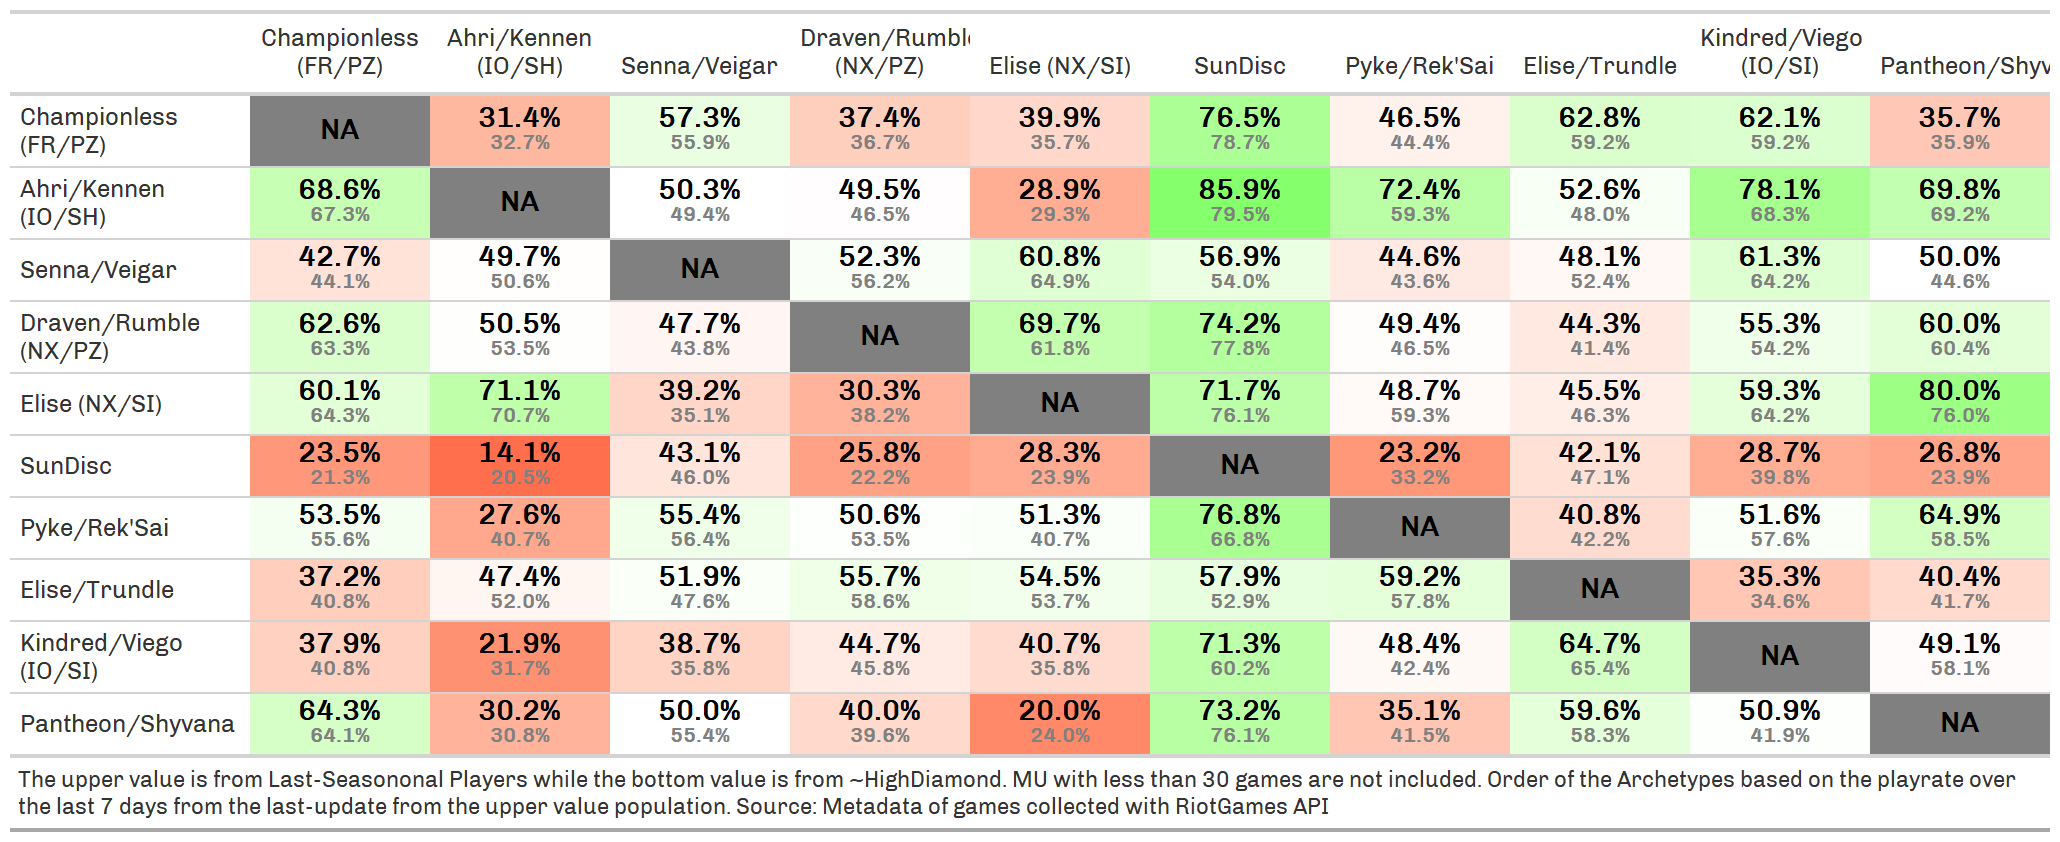 Championless Ahri/Kennen Draven/Rumbl Kindred/Viego
(FR/PZ) (IO/SH) Senna/Veigar (NX/PZ) Elise (NX/SI) SunDisc Pyke/Rek'Sai Elise/Trundle (IO/SI) Pantheon/Shyv
Championless 31.4% 57.3% 37.4% 39.9% 76.5% 46.5% 62.8% 62.1% 35.7%
(FR/PZ) NA 32.7% 55.9% 36.7% 35.7% 78.7% 44.4% 59.2% 59.2% 35.9%
Ahri/Kennen 68.6% 50.3% 49.5% 28.9% 85.9% 72.4% 52.6% 78.1% 69.8%
(IO/SH) 67.3% NA 49.4% 46.5% 29.3% 79.5% 59.3% 48.0% 68.3% 69.2%
Senna/Veigar 42.7% 49.7% NA 52.3% 60.8% 56.9% 44.6% 48.1% 61.3% 50.0%
44.1% 50.6% 56.2% 64.9% 54.0% 43.6% 52.4% 64.2% 44.6%
Draven/Rumble 62.6% 50.5% 47.7% 69.7% 74.2% 49.4% 44.3% 55.3% 60.0%
(NX/PZ) 63.3% 53.5% 43.8% NA 61.8% 77.8% 46.5% 41.4% 54.2% 60.4%
Elise (NX/SI) 60.1% 71.1% 39.2% 30.3% NA 71.7% 48.7% 45.5% 59.3% 80.0%
64.3% 70.7% 35.1% 38.2% 76.1% 59.3% 46.3% 64.2% 76.0%
SunDisc 23.5% 14.1% 43.1% 25.8% 28.3% NA 23.2% 42.1% 28.7% 26.8%
21.3% 20.5% 46.0% 22.2% 23.9% 33.2% 47.1% 39.8% 23.9%
Pyke/Rek'Sai 53.5% 27.6% 55.4% 50.6% 51.3% 76.8% NA 40.8% 51.6% 64.9%
55.6% 40.7% 56.4% 53.5% 40.7% 66.8% 42.2% 57.6% 58.5%
Elise/Trundle 37.2% 47.4% 51.9% 55.7% 54.5% 57.9% 59.2% NA 35.3% 40.4%
40.8% 52.0% 47.6% 58.6% 53.7% 52.9% 57.8% 34.6% 41.7%
Kindred/Viego 37.9% 21.9% 38.7% 44.7% 40.7% 71.3% 48.4% 64.7% 49.1%
(IO/SI) 40.8% 31.7% 35.8% 45.8% 35.8% 60.2% 42.4% 65.4% NA 58.1%
Pantheon/Shyvana 64.3% 30.2% 50.0% 40.0% 20.0% 73.2% 35.1% 59.6% 50.9% NA
64.1% 30.8% 55.4% 39.6% 24.0% 76.1% 41.5% 58.3% 41.9%
The upper value is from Last-Seasononal Players while the bottom value is from ~HighDiamond. MU with less than 30 games are not included. Order of the Archetypes based on the playrate over
the last 7 days from the last-update from the upper value population. Source: Metadata of games collected with RiotGames API